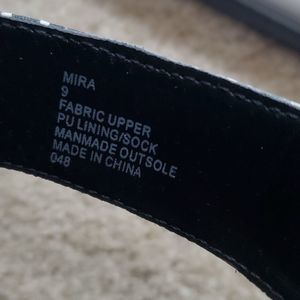 MIRA
9
FABRIC UPPER
PU LINING/SOCK
MANMADE OUTSOLE
MADE IN CHINA
048